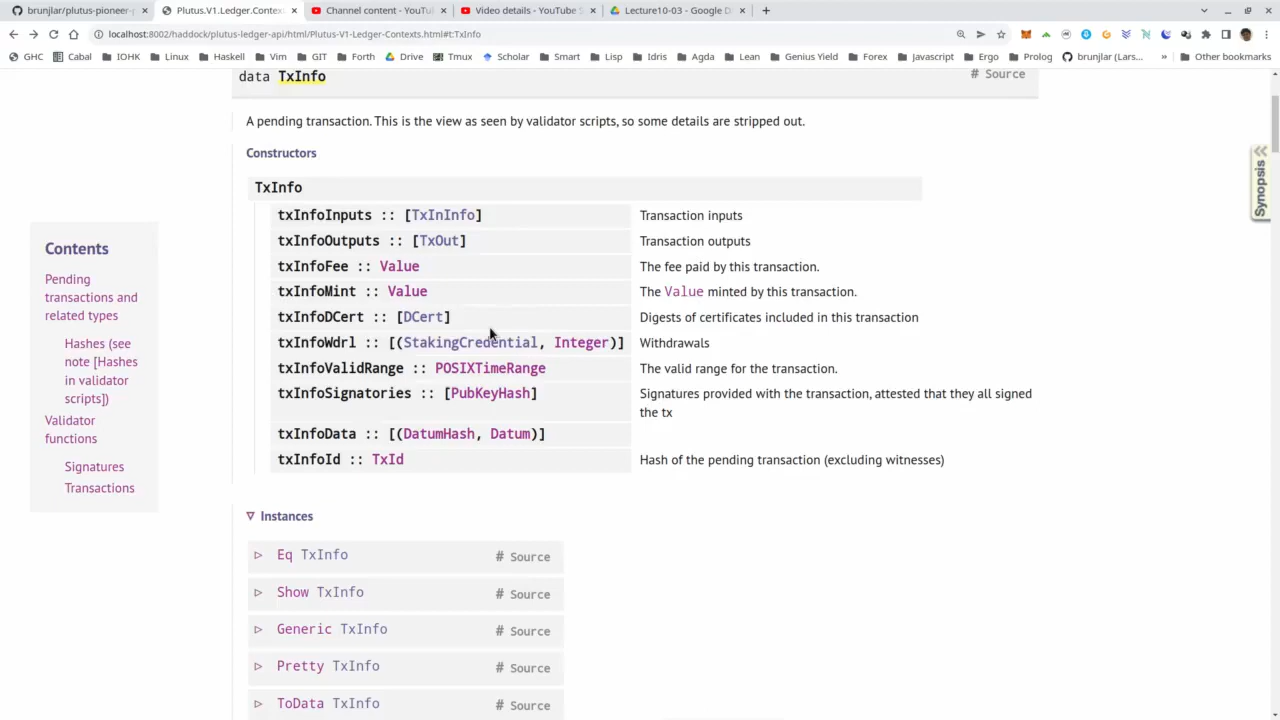 brunjlar/plutus-pioneer-p
Plutus.V1.Ledger.Contex
Channel content - YouTu
Video details - YouTube S
Lecture10-03 - Google D
localhost:8002/haddock/plutus-ledger-api/html/Plutus-V1-Ledger-Contexts.html#t:TxInfo
GHC Cabal IOHK Linux Haskell Vim GIT Forth Drive Tmux Scholar Smart Lisp Idris Agda Lean Genius Yield Forex Javascript Ergo Prolog brunjlar (Lars... » Other bookmarks
data TxInfo # Source
A pending transaction. This is the view as seen by validator scripts, so some details are stripped out.
Constructors
TxInfo
txInfoInputs :: [TxInInfo] Transaction inputs
txInfoOutputs :: [TxOut] Transaction outputs
txInfoFee :: Value The fee paid by this transaction.
txInfoMint :: Value The Value minted by this transaction.
txInfoDCert :: [DCert] Digests of certificates included in this transaction
txInfoWdrl :: [(StakingCredential, Integer)] Withdrawals
txInfoValidRange :: POSIXTimeRange The valid range for the transaction.
txInfoSignatories :: [PubKeyHash] Signatures provided with the transaction, attested that they all signed
the tx
txInfoData :: [(DatumHash, Datum)]
txInfoId :: TxId Hash of the pending transaction (excluding witnesses)
Contents
Pending
transactions and
related types
Hashes (see
note [Hashes
in validator
scripts])
Validator
functions
Signatures
Transactions
Instances
Eq TxInfo # Source
Show TxInfo # Source
Generic TxInfo # Source
Pretty TxInfo # Source
ToData TxInfo # Source
Synopsis